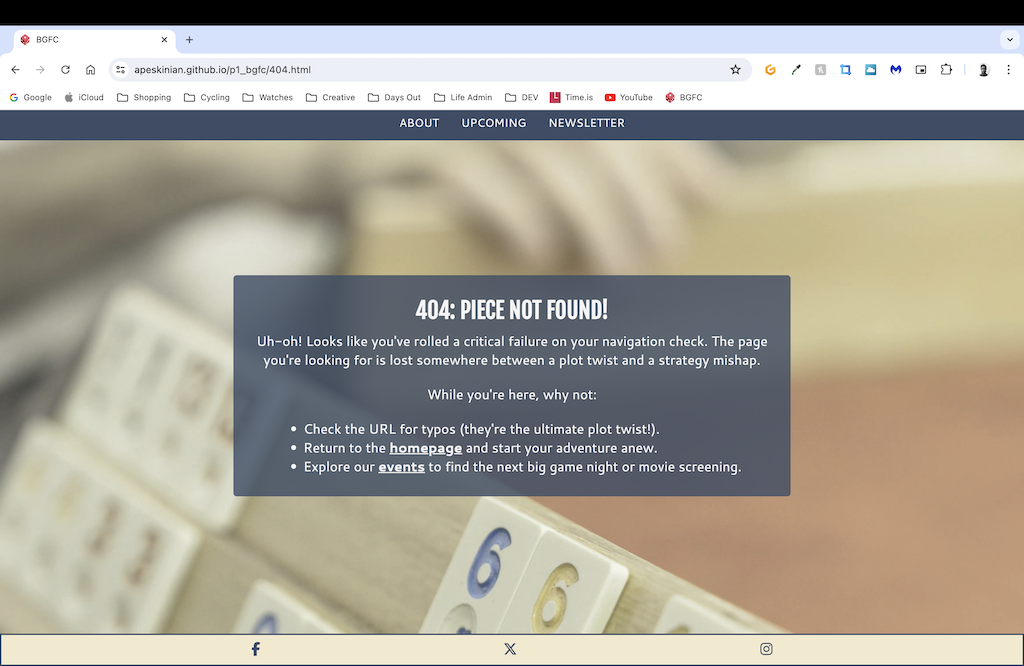 BGFC
apeskinian.github.io/p1_bgfc/404.html
Google iCloud Shopping Cycling Watches Creative Days Out Life Admin DEV Time.is YouTube BGFC
ABOUT UPCOMING NEWSLETTER
404: PIECE NOT FOUND!
Uh-oh! Looks like you've rolled a critical failure on your navigation check. The page
you're looking for is lost somewhere between a plot twist and a strategy mishap.
While you're here, why not:
• Check the URL for typos (they're the ultimate plot twist!).
• Return to the homepage and start your adventure anew.
• Explore our events to find the next big game night or movie screening.
6 6